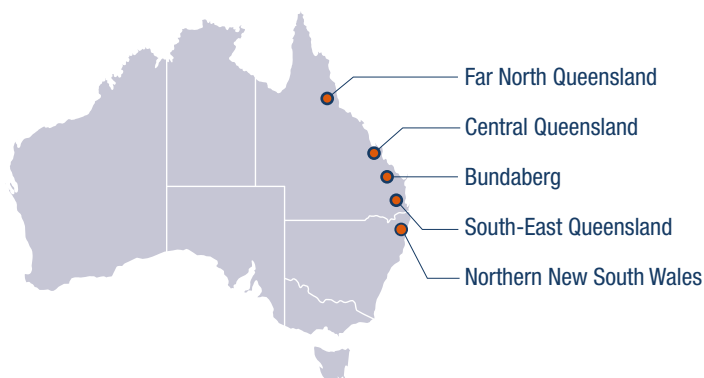 Far North Queensland
Central Queensland
Bundaberg
South-East Queensland
Northern New South Wales